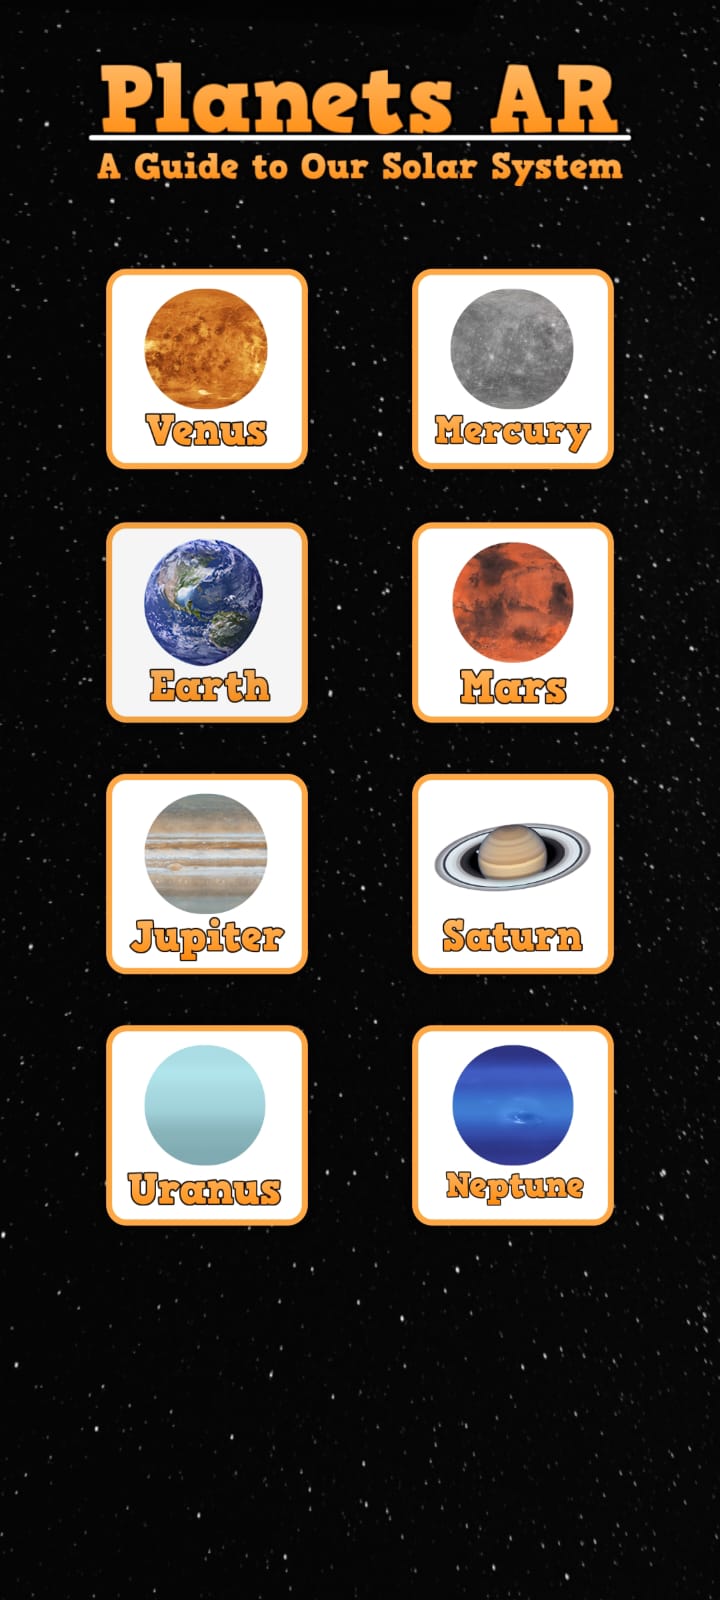 Planets AR
A Guide to Our Solar System
Venus
Mercury
Earth
Mars
Jupiter
Saturn
Uranus
Neptune